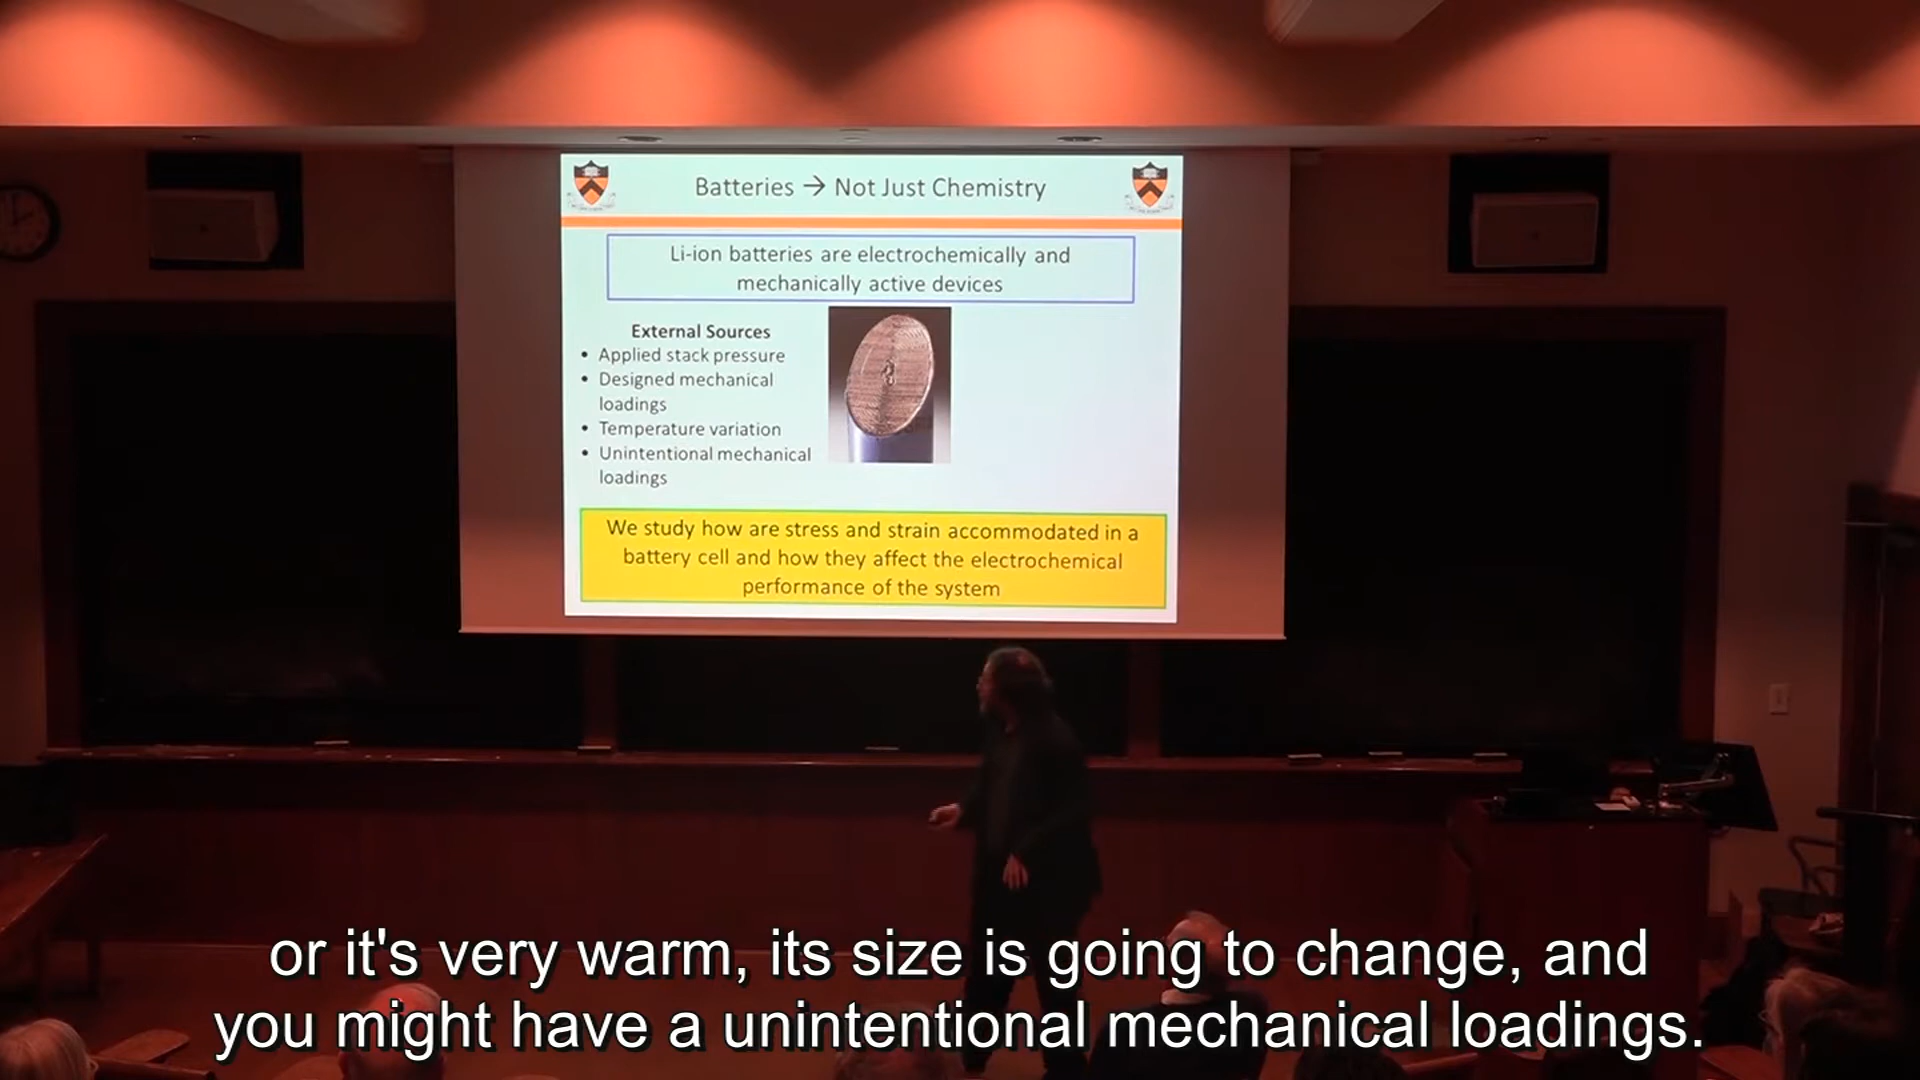 Batteries → Not Just Chemistry
Li-ion batteries are electrochemically and
mechanically active devices
External Sources
• Applied stack pressure
• Designed mechanical
loadings
• Temperature variation
• Unintentional mechanical
loadings
We study how are stress and strain accommodated in a
battery cell and how they affect the electrochemical
performance of the system
or it's very warm, its size is going to change, and
you might have a unintentional mechanical loadings.